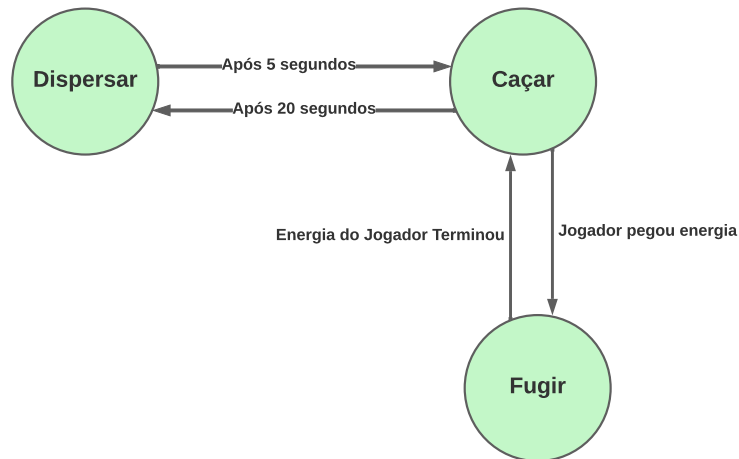 Dispersar
Após 5 segundos
Caçar
Após 20 segundos
Energia do Jogador Terminou
Jogador pegou energia
Fugir